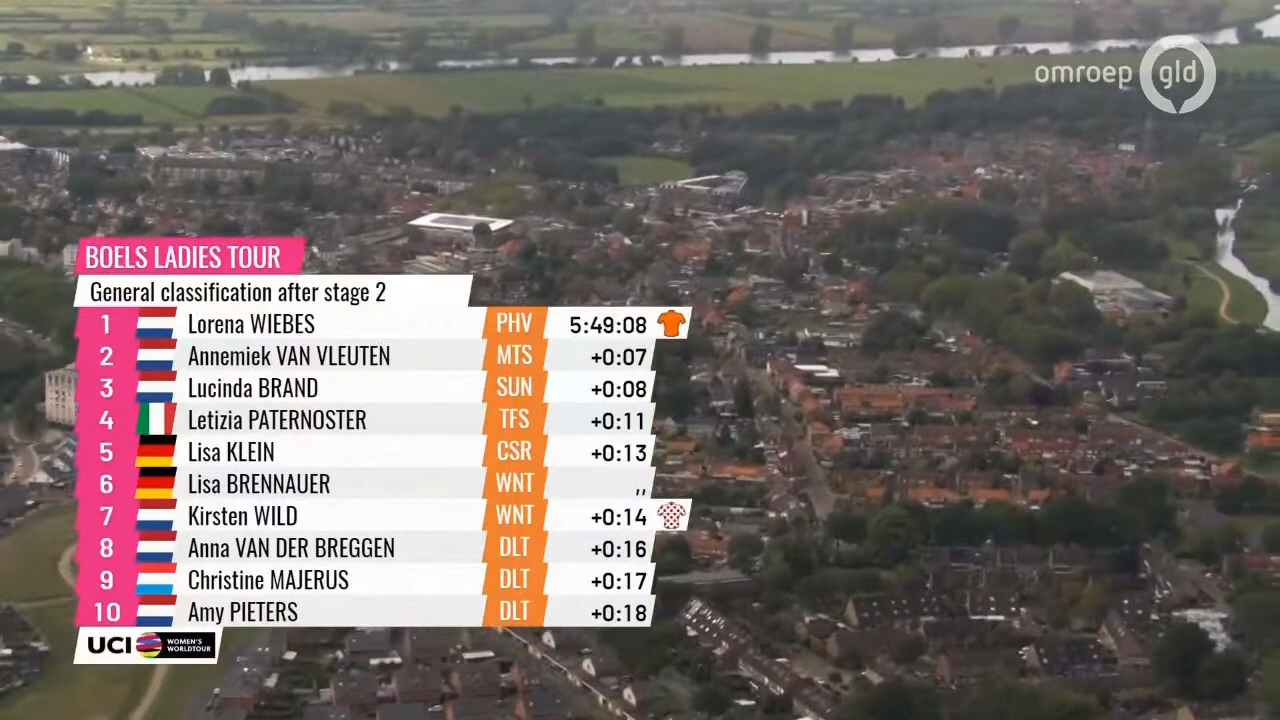 omroep gld
BOELS LADIES TOUR
General classification after stage 2
1 Lorena WIEBES PHV 5:49:08
2 Annemiek VAN VLEUTEN MTS +0:07
3 Lucinda BRAND SUN +0:08
4 Letizia PATERNOSTER TFS +0:11
5 Lisa KLEIN CSR +0:13
6 Lisa BRENNAUER WNT ,,
7 Kirsten WILD WNT +0:14
8 Anna VAN DER BREGGEN DLT +0:16
9 Christine MAJERUS DLT +0:17
10 Amy PIETERS DLT +0:18
UCI WOMEN'S
WORLDTOUR